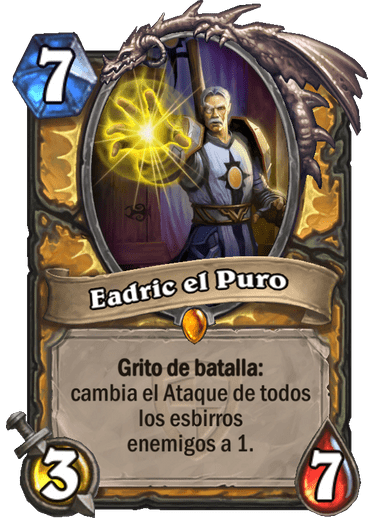 7
Eadric el Puro
Grito de batalla:
cambia el Ataque de todos
los esbirros
enemigos a 1.
3
7